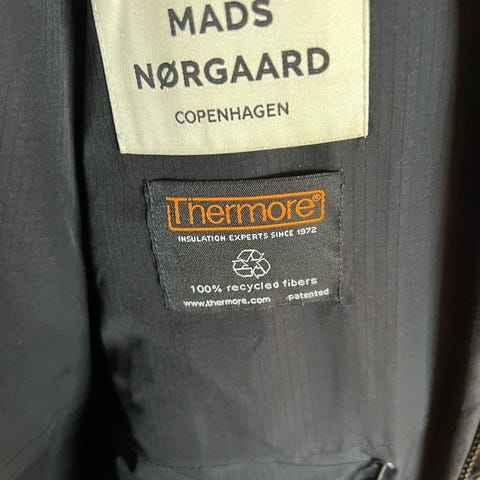 MADS
NØRGAARD
COPENHAGEN
Thermore®
INSULATION EXPERTS SINCE 1972
100% recycled fibers
www.thermore.com patented